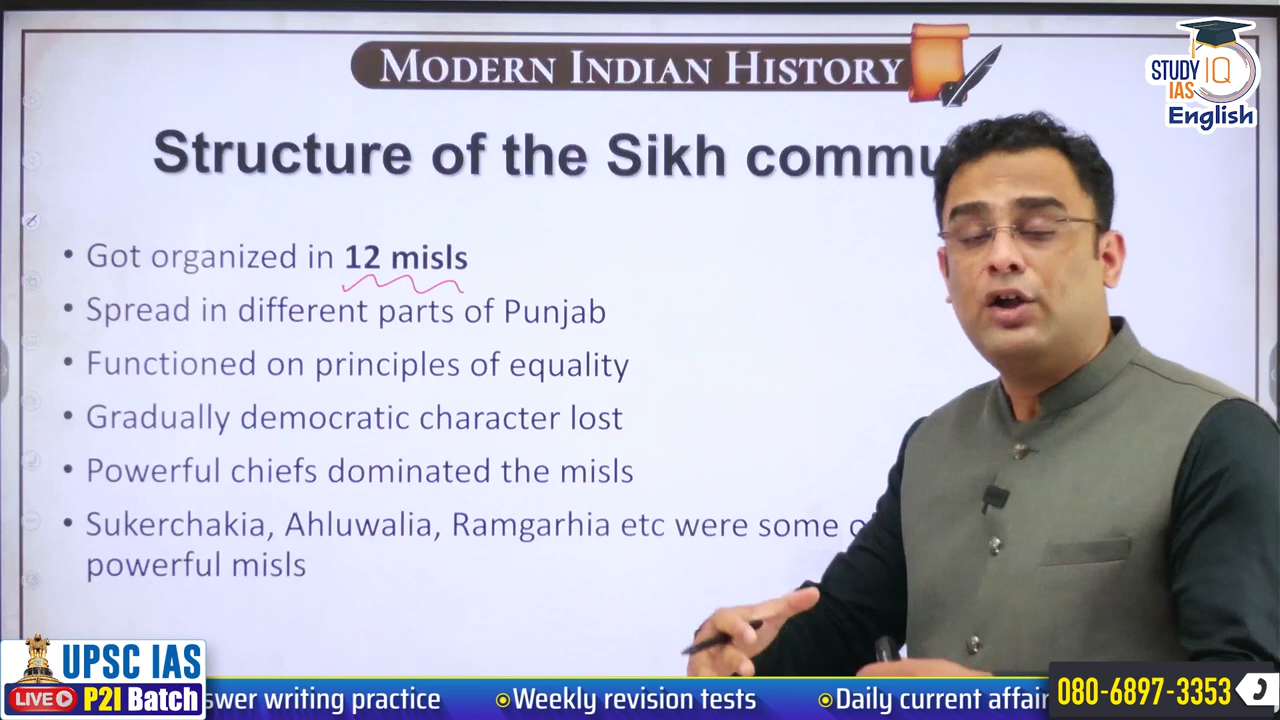 MODERN INDIAN HISTORY
STUDY IQ
IAS
English
Structure of the Sikh commu
• Got organized in 12 misls
• Spread in different parts of Punjab
• Functioned on principles of equality
• Gradually democratic character lost
• Powerful chiefs dominated the misls
• Sukerchakia, Ahluwalia, Ramgarhia etc were some
powerful misls
UPSC IAS
LIVE P2I Batch
swer writing practice
Weekly revision tests
Daily current affair
080-6897-3353